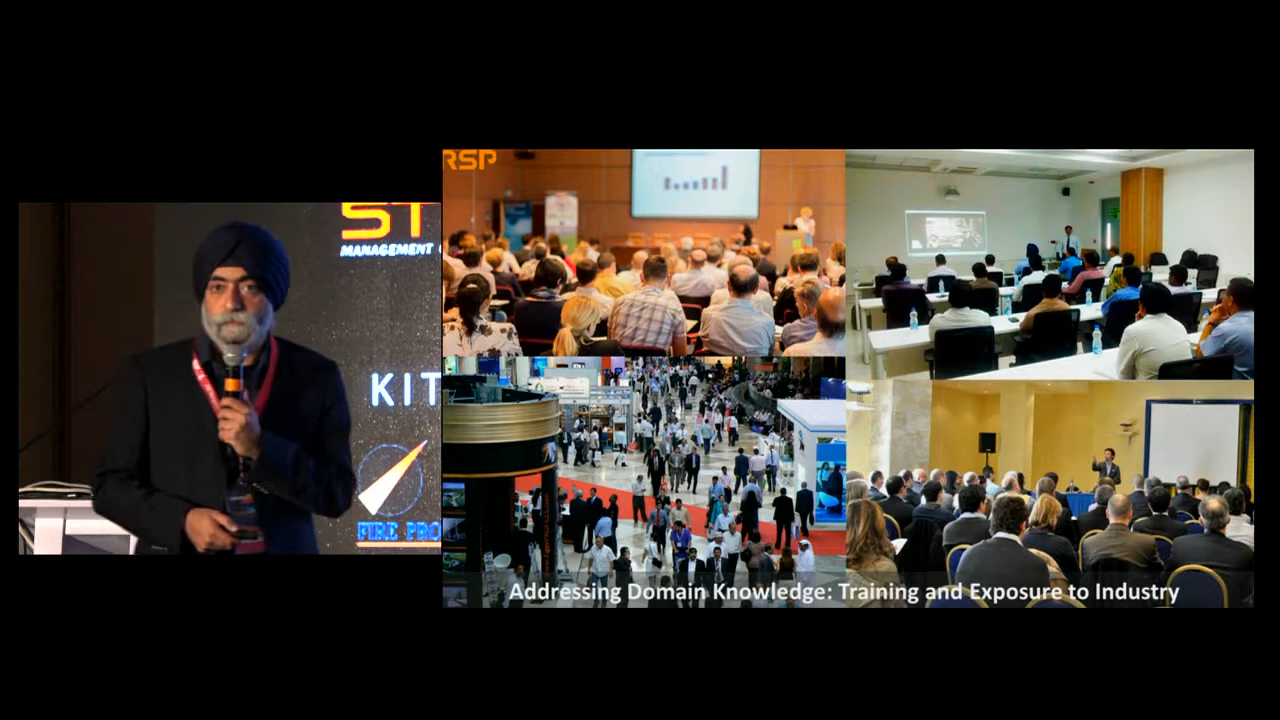 ST
MANAGEMENT
KIT
FIRE PRO
RSP
Addressing Domain Knowledge: Training and Exposure to Industry